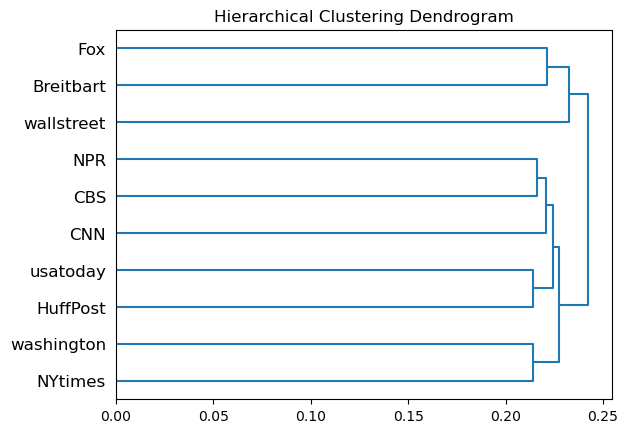 Hierarchical Clustering Dendrogram
Fox
Breitbart
wallstreet
NPR
CBS
CNN
usatoday
HuffPost
washington
NYtimes
0.00 0.05 0.10 0.15 0.20 0.25